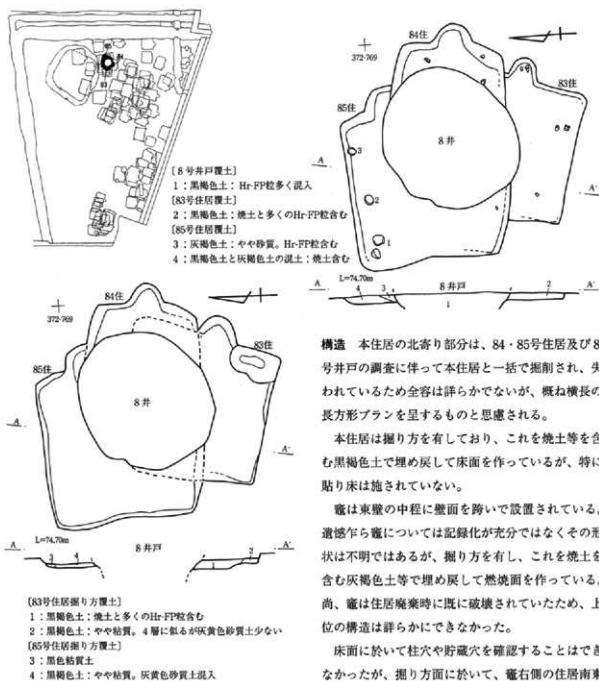 85
84
83
[8号井戸覆土]
1：黒褐色土：Hr-FP粒多く混入
[83号住居覆土]
2：黒褐色土：焼土と多くのHr-FP粒含む
[85号住居覆土]
3：灰褐色土：やや砂質。Hr-FP粒含む
4：黒褐色土と灰褐色土の混土：焼土含む
84住
372-769
83住
85住
8井
3
2
1
A
A'
L=74.70m
A
4
3
8号井戸
1
2
A'
84住
372-769
83住
85住
8井
A
A'
L=74.70m
A
3
4
8号井戸
1
2
A'
[83号住居掘り方覆土]
1：黒褐色土：焼土と多くのHr-FP粒含む
2：黒褐色土：やや粘質。4層に似るが灰黄色砂質土少ない
[85号住居掘り方覆土]
3：黒色粘質土
4：黒褐色土：やや粘質。灰黄色砂質土混入
構造　本住居の北寄り部分は、84・85号住居及び8
号井戸の調査に伴って本住居と一括で掘削され、失
われているため全容は詳らかでないが、概ね横長の
長方形プランを呈するものと思慮される。
本住居は掘り方を有しており、これを焼土等を含
む黒褐色土で埋め戻して床面を作っているが、特に
貼り床は施されていない。
竈は東壁の中程に壁面を跨いで設置されている。
遺憾乍ら竈については記録化が充分ではなくその形
状は不明ではあるが、掘り方を有し、これを焼土を
含む灰褐色土等で埋め戻して燃焼面を作っている。
尚、竈は住居廃棄時に既に破壊されていたため、上
位の構造は詳らかにできなかった。
床面に於いて柱穴や貯蔵穴を確認することはでき
なかったが、掘り方面に於いて、竈右側の住居南東